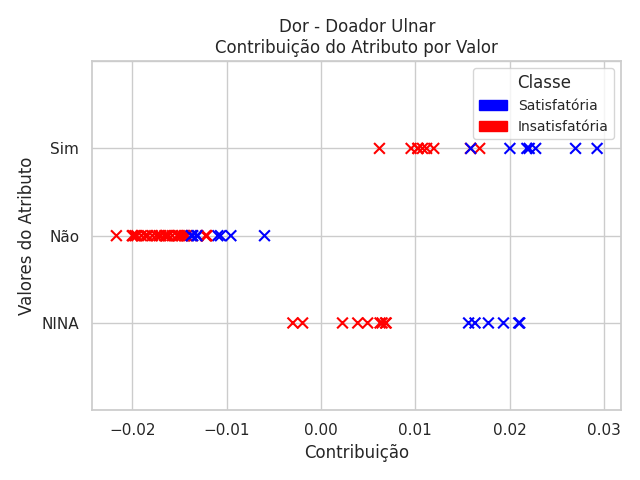 Dor - Doador Ulnar
Contribuição do Atributo por Valor
Classe
Satisfatória
Insatisfatória
Valores do Atributo
Sim
Não
NINA
−0.02
−0.01
0.00
0.01
0.02
0.03
Contribuição